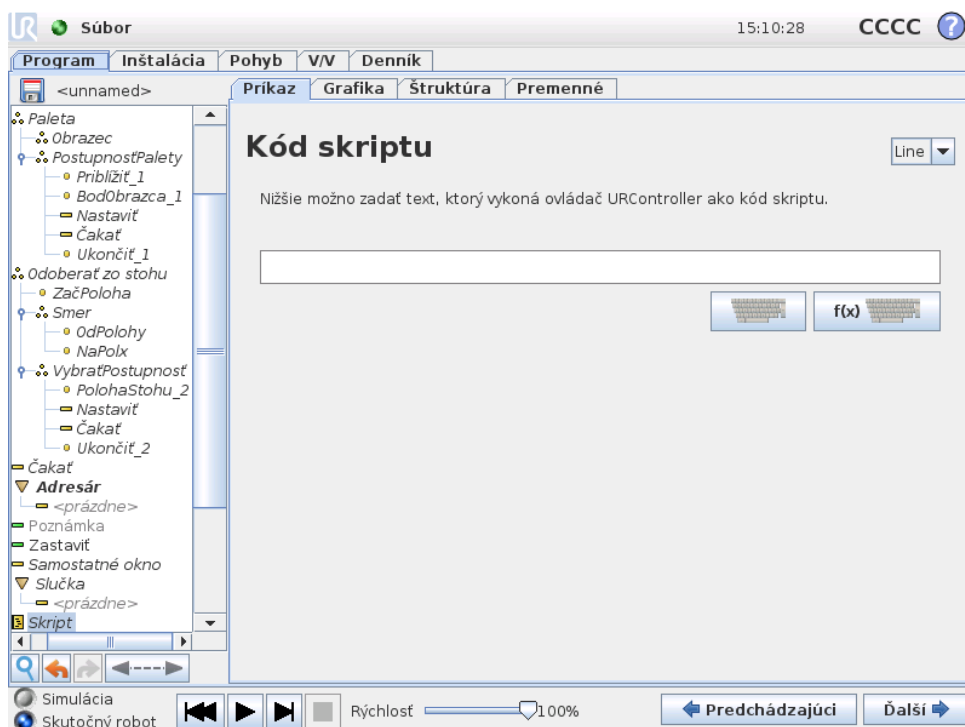 UR Súbor 15:10:28 CCCC ?
Program Inštalácia Pohyb V/V Denník
<unnamed> Príkaz Grafika Štruktúra Premenné
Paleta
Obrazec
PostupnosťPalety
Priblížiť_1
BodObrazca_1
Nastaviť
Čakať
Ukončiť_1
Odoberať zo stohu
ZačPoloha
Smer
OdPolohy
NaPolx
VybraťPostupnosť
PolohaStohu_2
Nastaviť
Čakať
Ukončiť_2
Čakať
Adresár
<prázdne>
Poznámka
Zastaviť
Samostatné okno
Slučka
<prázdne>
Skript
Kód skriptu
Line
Nižšie možno zadať text, ktorý vykoná ovládač URController ako kód skriptu.
f(x)
Simulácia
Skutočný robot
Rýchlosť 100%
Predchádzajúci Ďalší